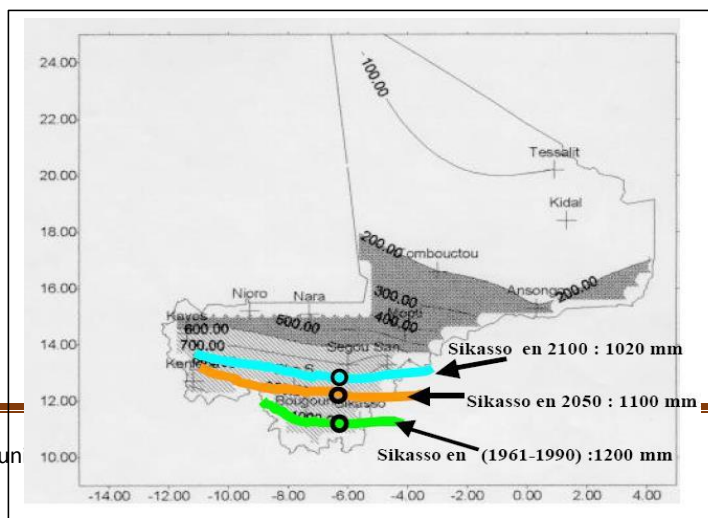 24.00
22.00
20.00
18.00
16.00
14.00
12.00
10.00
100.00
Tessalit
Kidal
200.00
Tombouctou
Ansongo
200.00
300.00
Nioro
Nara
Mopti
400.00
500.00
Kayes
600.00
700.00
Segou San
Sikasso en 2100 : 1020 mm
Sikasso en 2050 : 1100 mm
Sikasso
Sikasso en (1961-1990) :1200 mm
un
-14.00 -12.00 -10.00 -8.00 -6.00 -4.00 -2.00 0.00 2.00 4.00